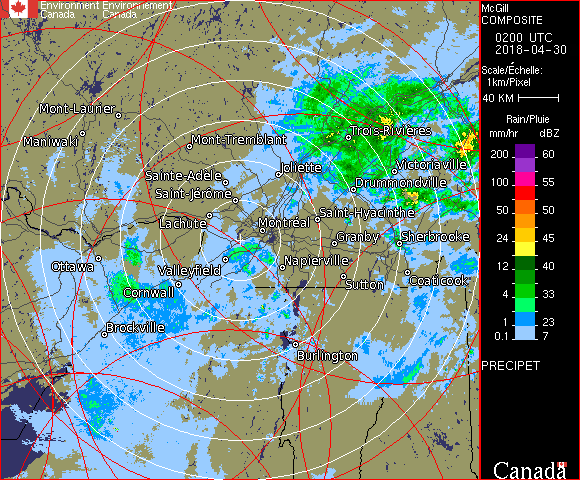 Environment Environnement
Canada Canada
McGill
COMPOSITE
0200 UTC
2018-04-30
Scale/Échelle:
1km/Pixel
40 KM
Rain/Pluie
mm/hr dBZ
200 60
100 55
50 50
24 45
12 40
4 33
1 23
0.1 7
PRECIPET
Canada
Mont-Laurier
Maniwaki
Mont-Tremblant
Trois-Rivières
Joliette
Victoriaville
Sainte-Adèle
Drummondville
Saint-Jérôme
Saint-Hyacinthe
Lachute
Montréal
Granby
Sherbrooke
Ottawa
Valleyfield
Napierville
Sutton
Coaticook
Cornwall
Brockville
Burlington